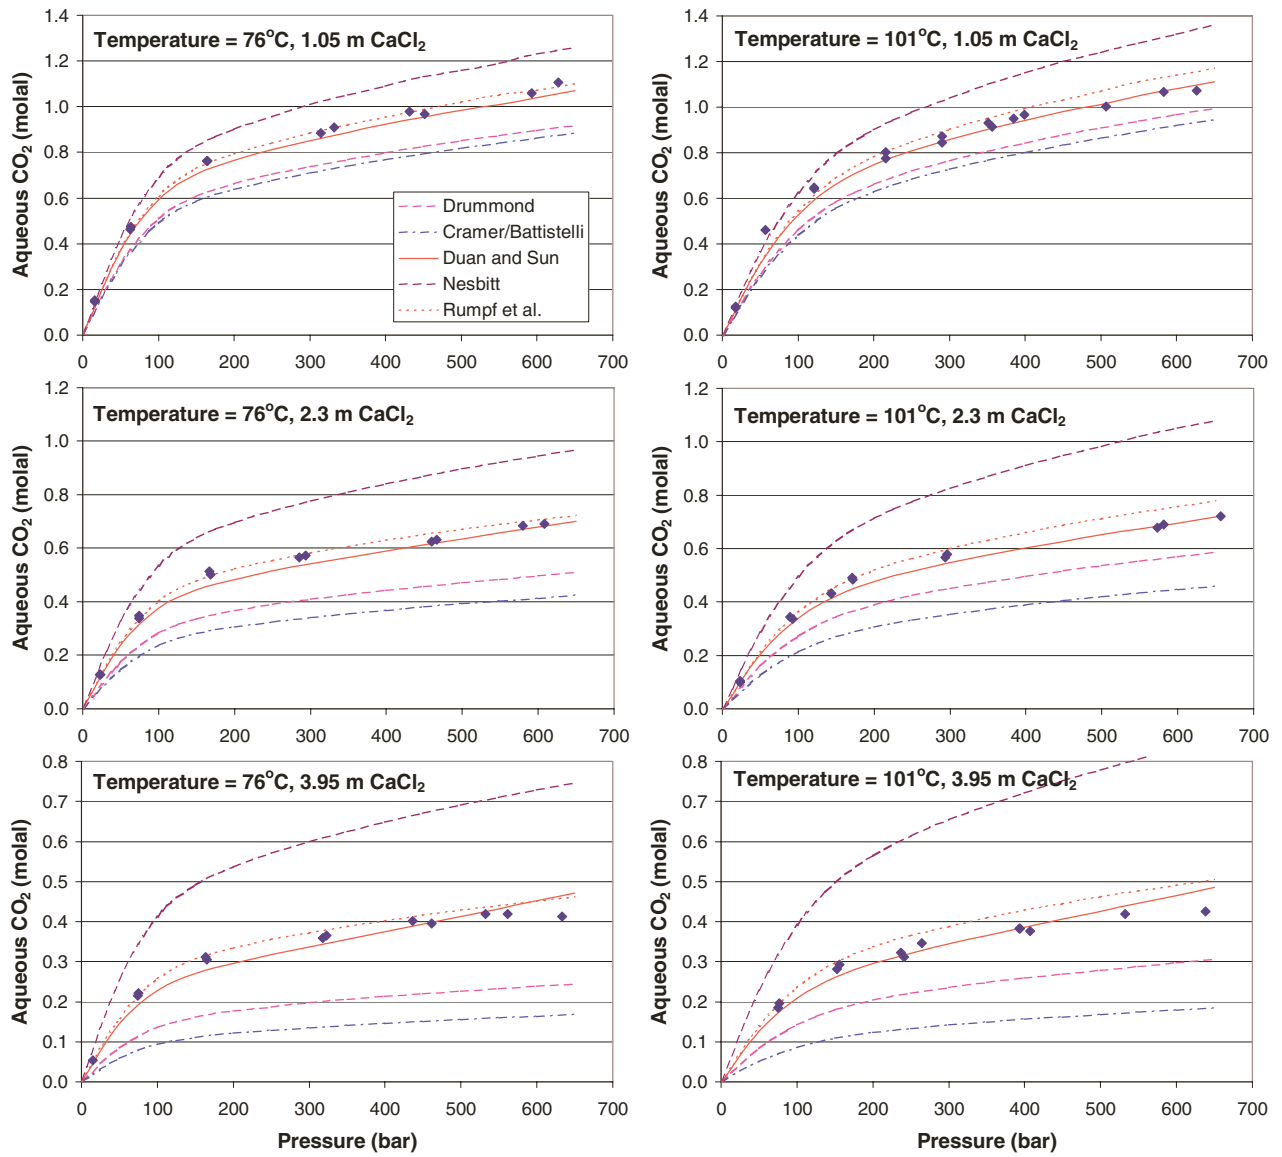 Temperature = 76°C, 1.05 m CaCl₂
Aqueous CO₂ (molal)
1.4
1.2
1.0
0.8
0.6
0.4
0.2
0.0
0 100 200 300 400 500 600 700
Drummond
Cramer/Battistelli
Duan and Sun
Nesbitt
Rumpf et al.
Temperature = 101°C, 1.05 m CaCl₂
Aqueous CO₂ (molal)
1.4
1.2
1.0
0.8
0.6
0.4
0.2
0.0
0 100 200 300 400 500 600 700
Temperature = 76°C, 2.3 m CaCl₂
Aqueous CO₂ (molal)
1.2
1.0
0.8
0.6
0.4
0.2
0.0
0 100 200 300 400 500 600 700
Temperature = 101°C, 2.3 m CaCl₂
Aqueous CO₂ (molal)
1.2
1.0
0.8
0.6
0.4
0.2
0.0
0 100 200 300 400 500 600 700
Temperature = 76°C, 3.95 m CaCl₂
Aqueous CO₂ (molal)
0.8
0.7
0.6
0.5
0.4
0.3
0.2
0.1
0.0
0 100 200 300 400 500 600 700
Pressure (bar)
Temperature = 101°C, 3.95 m CaCl₂
Aqueous CO₂ (molal)
0.8
0.7
0.6
0.5
0.4
0.3
0.2
0.1
0.0
0 100 200 300 400 500 600 700
Pressure (bar)